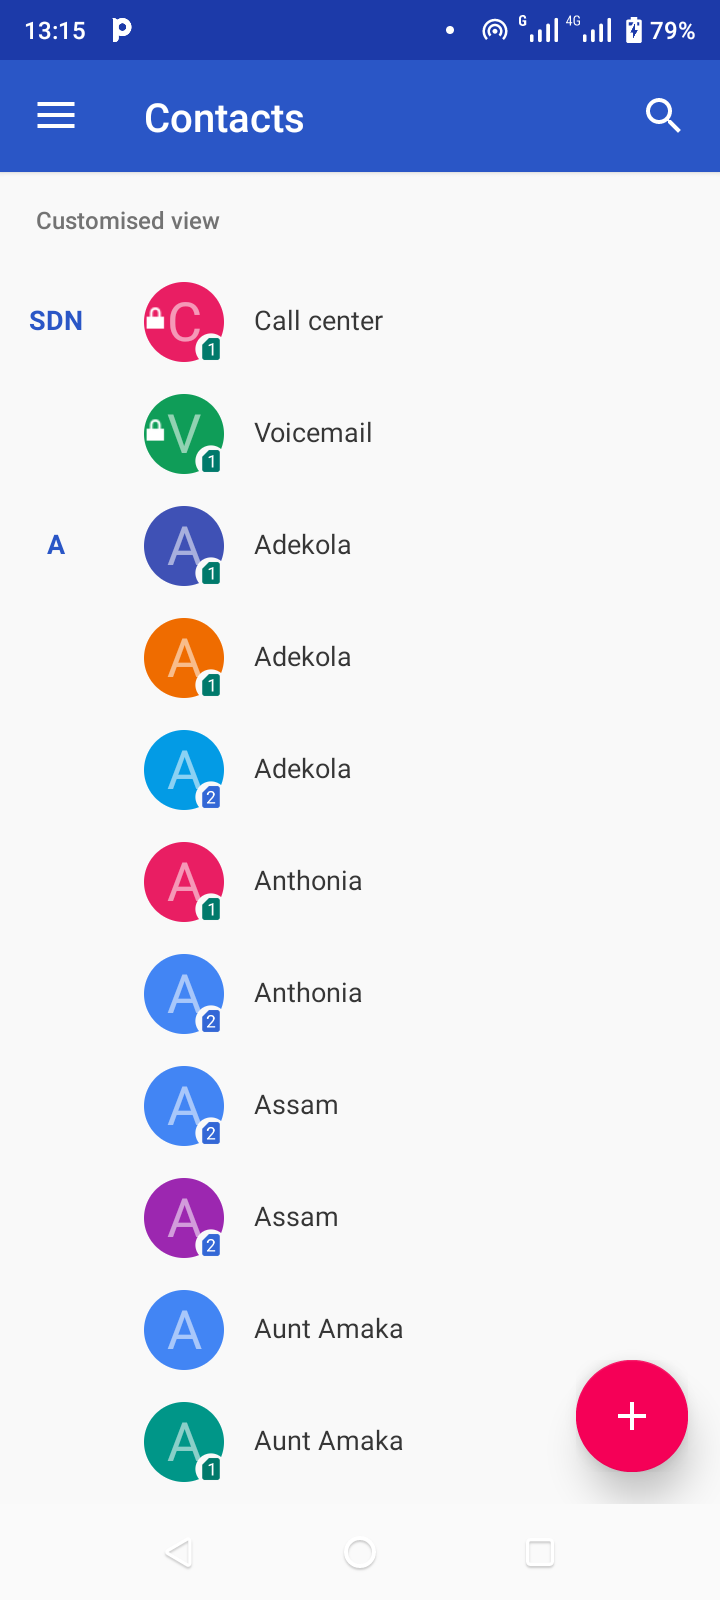 13:15 G 4G 79%
Contacts
Customised view
SDN C 1 Call center
V 1 Voicemail
A A 1 Adekola
A 1 Adekola
A 2 Adekola
A 1 Anthonia
A 2 Anthonia
A 2 Assam
A 2 Assam
A Aunt Amaka
A 1 Aunt Amaka